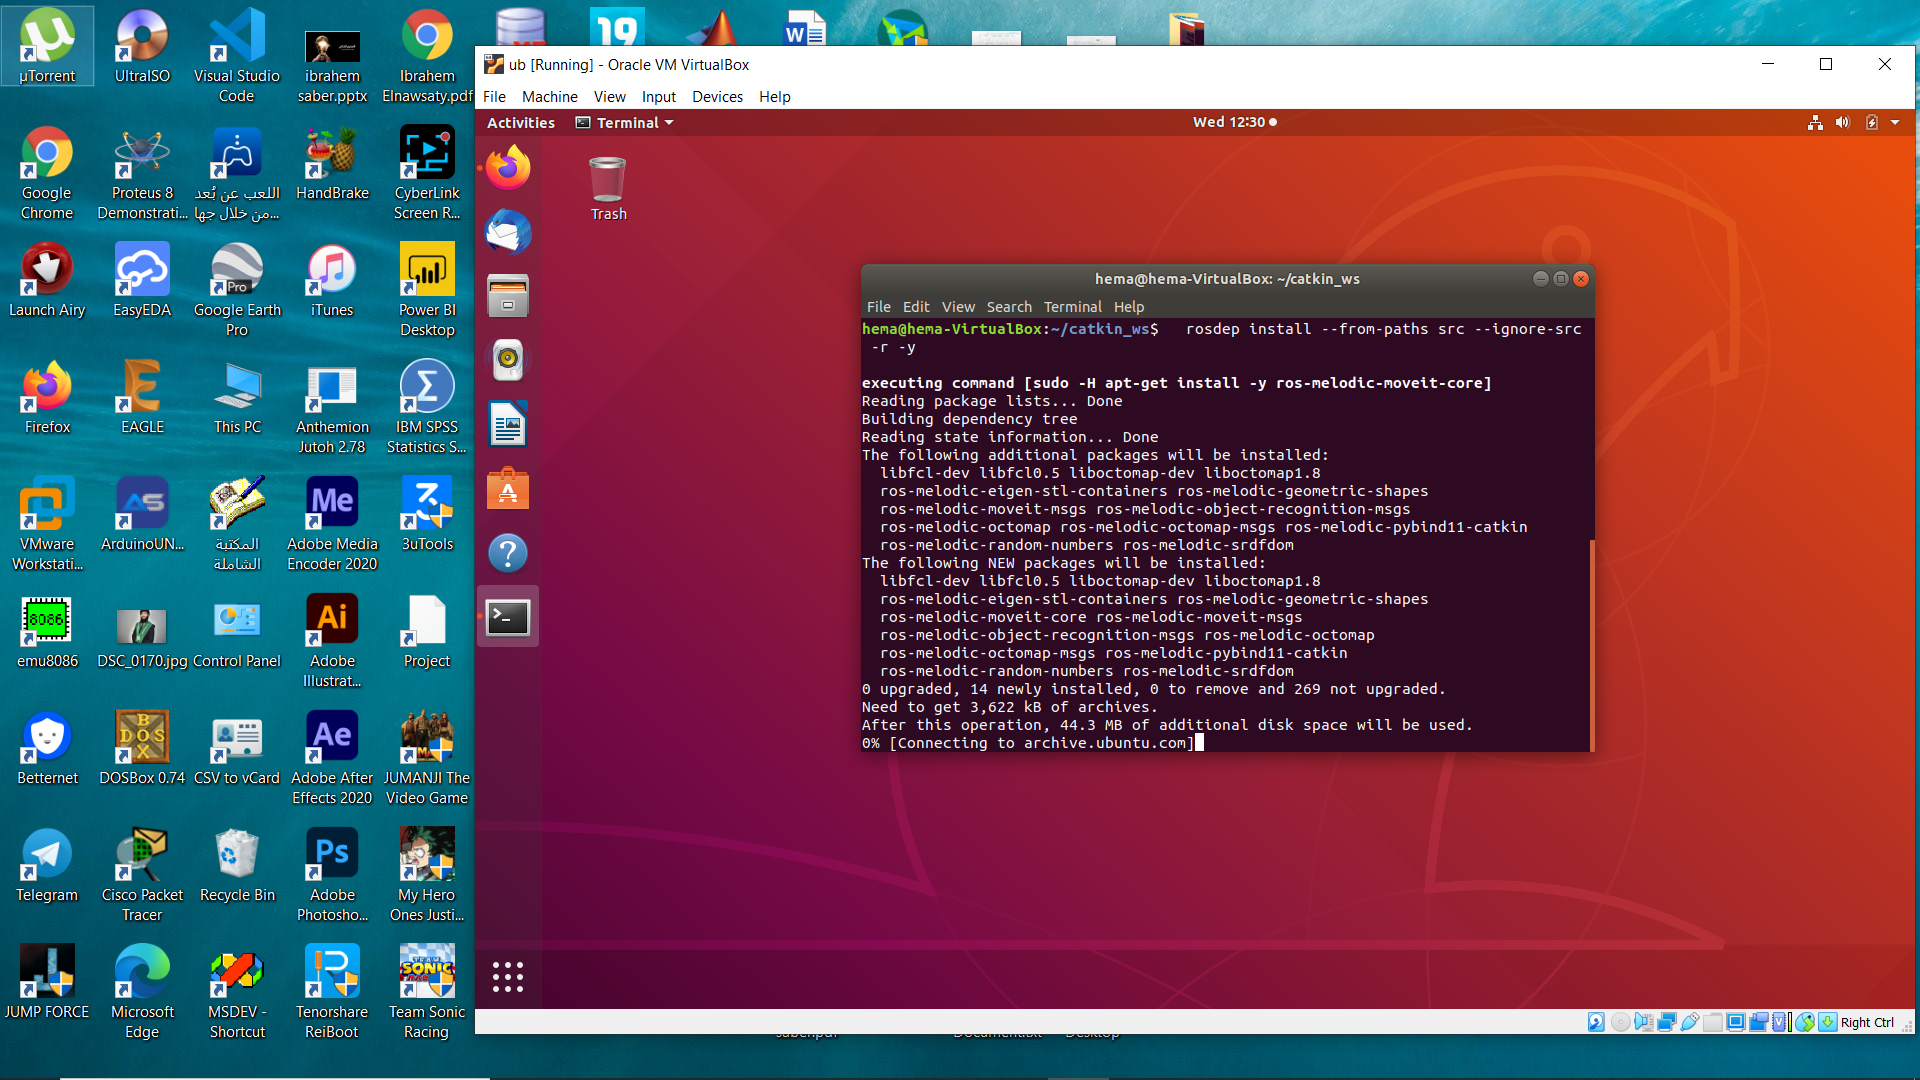 µTorrent
UltraISO
Visual Studio
Code
ibrahem
saber.pptx
Ibrahem
Elnawsaty.pdf
Google
Chrome
Proteus 8
Demonstrati...
اللعب عن بُعد
من خلال جها...
HandBrake
CyberLink
Screen R...
Launch Airy
EasyEDA
Pro
Google Earth
Pro
iTunes
Power BI
Desktop
Firefox
EAGLE
This PC
Anthemion
Jutoh 2.78
IBM SPSS
Statistics S...
VMware
Workstati...
ArduinoUN...
المكتبة
الشاملة
Me
Adobe Media
Encoder 2020
3uTools
8086
emu8086
DSC_0170.jpg
Control Panel
Ai
Adobe
Illustrat...
Project
Betternet
DOSBox 0.74
CSV to vCard
Ae
Adobe After
Effects 2020
JUMANJI The
Video Game
Telegram
Cisco Packet
Tracer
Recycle Bin
Ps
Adobe
Photosho...
My Hero
Ones Justi...
JUMP FORCE
Microsoft
Edge
MSDEV -
Shortcut
Tenorshare
ReiBoot
Team Sonic
Racing
19
ub [Running] - Oracle VM VirtualBox
File Machine View Input Devices Help
Activities Terminal Wed 12:30
Trash
hema@hema-VirtualBox: ~/catkin_ws
File Edit View Search Terminal Help
hema@hema-VirtualBox:~/catkin_ws$   rosdep install --from-paths src --ignore-src
 -r -y
executing command [sudo -H apt-get install -y ros-melodic-moveit-core]
Reading package lists... Done
Building dependency tree
Reading state information... Done
The following additional packages will be installed:
  libfcl-dev libfcl0.5 liboctomap-dev liboctomap1.8
  ros-melodic-eigen-stl-containers ros-melodic-geometric-shapes
  ros-melodic-moveit-msgs ros-melodic-object-recognition-msgs
  ros-melodic-octomap ros-melodic-octomap-msgs ros-melodic-pybind11-catkin
  ros-melodic-random-numbers ros-melodic-srdfdom
The following NEW packages will be installed:
  libfcl-dev libfcl0.5 liboctomap-dev liboctomap1.8
  ros-melodic-eigen-stl-containers ros-melodic-geometric-shapes
  ros-melodic-moveit-core ros-melodic-moveit-msgs
  ros-melodic-object-recognition-msgs ros-melodic-octomap
  ros-melodic-octomap-msgs ros-melodic-pybind11-catkin
  ros-melodic-random-numbers ros-melodic-srdfdom
0 upgraded, 14 newly installed, 0 to remove and 269 not upgraded.
Need to get 3,622 kB of archives.
After this operation, 44.3 MB of additional disk space will be used.
0% [Connecting to archive.ubuntu.com]
Right Ctrl